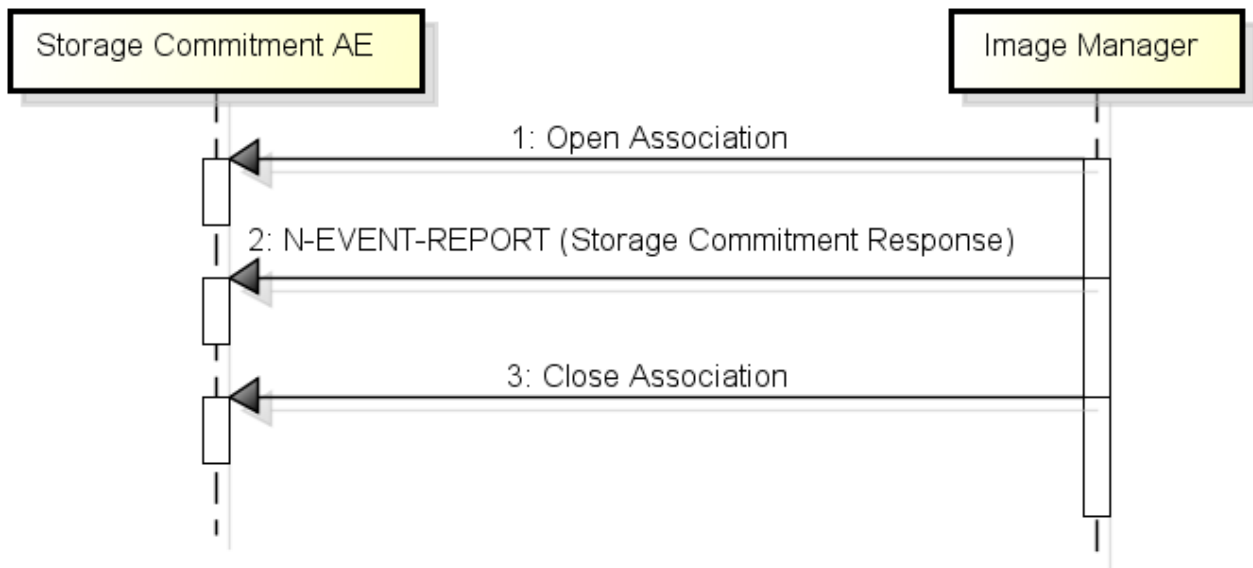 Storage Commitment AE
Image Manager
1: Open Association
2: N-EVENT-REPORT (Storage Commitment Response)
3: Close Association